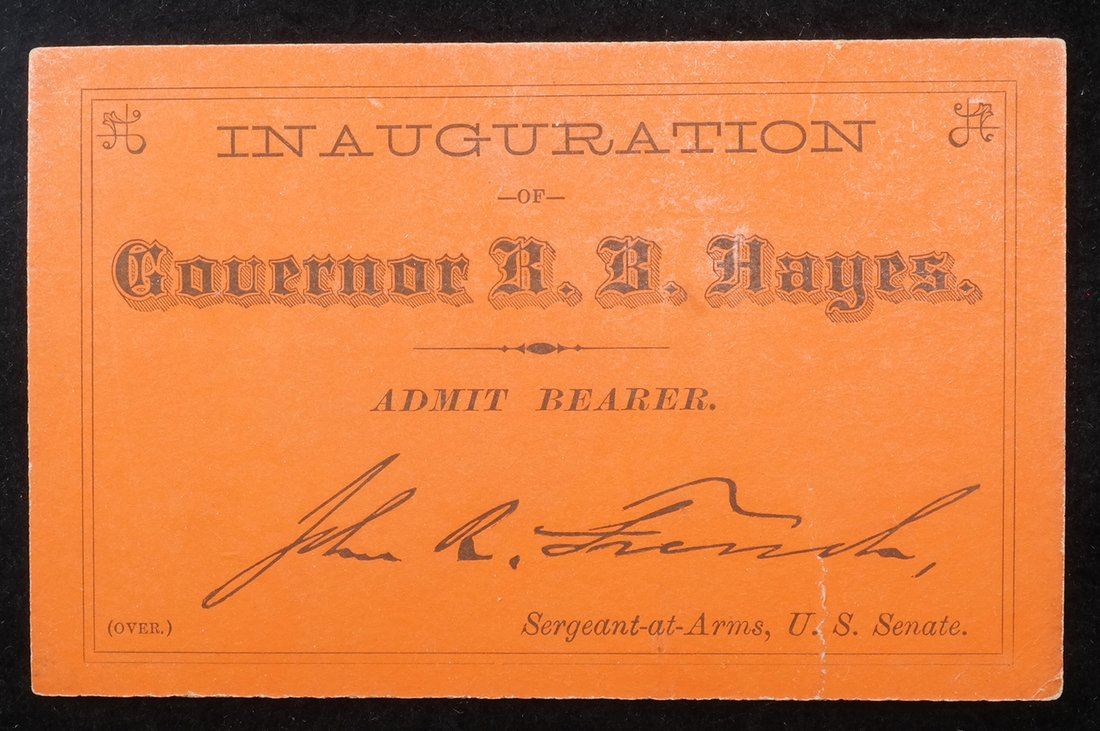 INAUGURATION
—OF—
Governor R. B. Hayes.
ADMIT BEARER.
John R. French,
(OVER.)
Sergeant-at-Arms, U. S. Senate.